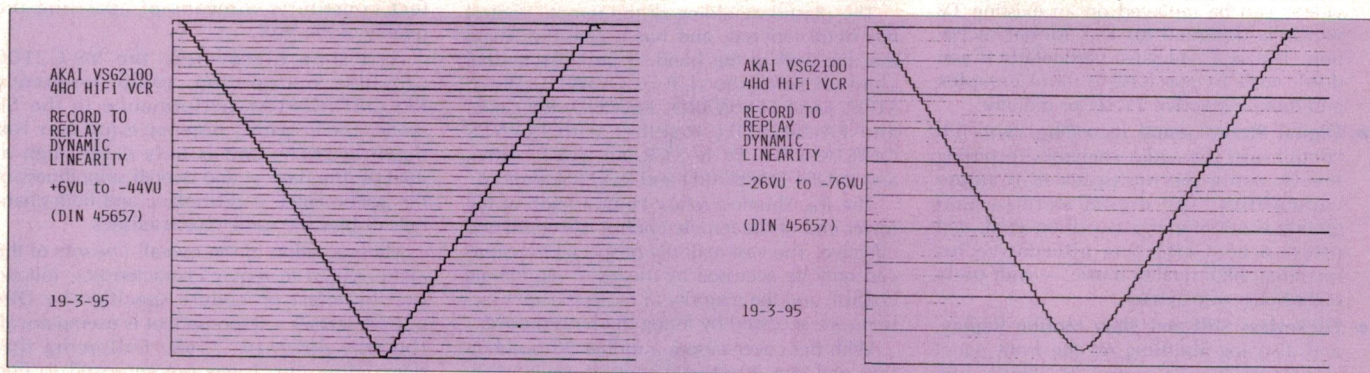 AKAI VSG2100
4Hd HiFi VCR
RECORD TO
REPLAY
DYNAMIC
LINEARITY
+6VU to -44VU
(DIN 45657)
19-3-95
AKAI VSG2100
4Hd HiFi VCR
RECORD TO
REPLAY
DYNAMIC
LINEARITY
-26VU to -76VU
(DIN 45657)
19-3-95